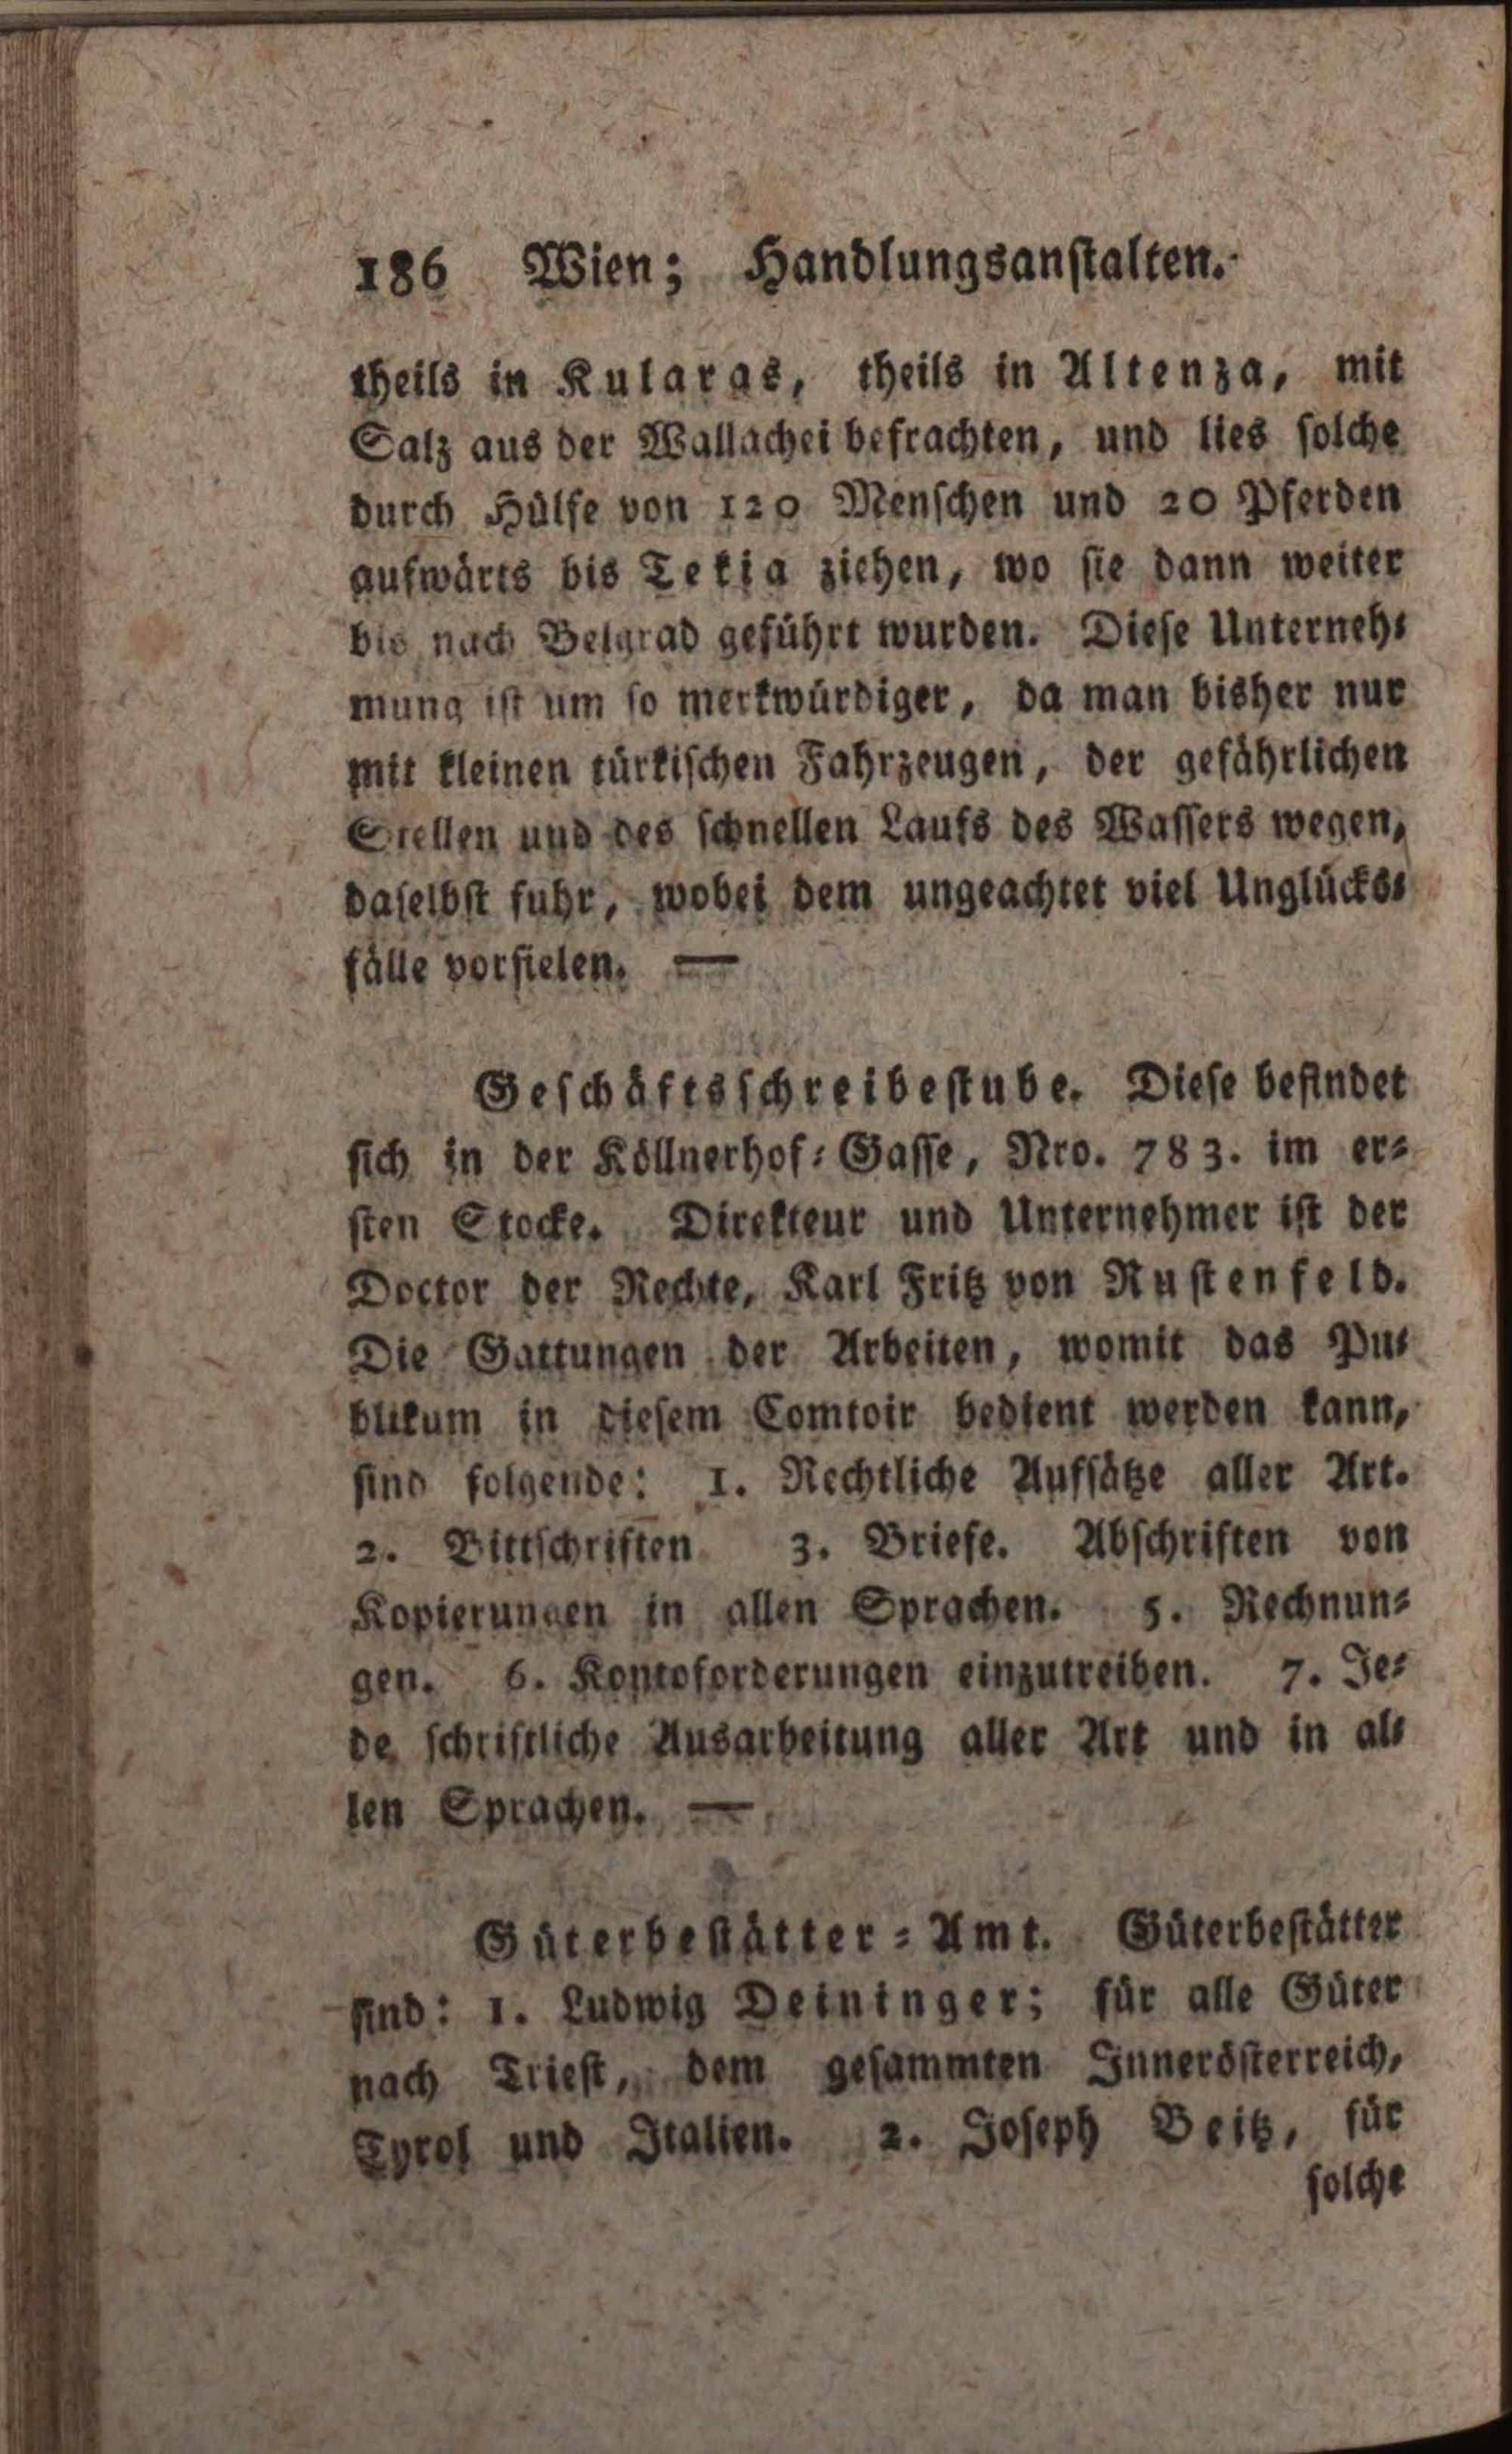 186 Wien; Handlungsanstalten.
theils in Kularas, theils in Altenza, mit
Salz aus der Wallachei befrachten, und lies solche
durch Hülfe von 120 Menschen und 20 Pferden
aufwärts bis Tekia ziehen, wo sie dann weiter
bis nach Belgrad geführt wurden. Diese Unterneh-
mung ist um so merkwürdiger, da man bisher nur
mit kleinen türkischen Fahrzeugen, der gefährlichen
Stellen und des schnellen Laufs des Wassers wegen,
daselbst fuhr, wobei dem ungeachtet viel Unglücks-
fälle vorfielen. —
Geschäftsschreibestube. Diese befindet
sich in der Köllnerhof-Gasse, Nro. 783. im er-
sten Stocke. Direkteur und Unternehmer ist der
Doctor der Rechte, Karl Fritz von Rustenfeld.
Die Gattungen der Arbeiten, womit das Pu-
blikum in diesem Comtoir bedient werden kann,
sind folgende: 1. Rechtliche Aufsätze aller Art.
2. Bittschriften 3. Briefe. Abschriften von
Kopierungen in allen Sprachen. 5. Rechnun-
gen. 6. Kontoforderungen einzutreiben. 7. Je-
de schriftliche Ausarbeitung aller Art und in al-
len Sprachen. —
Güterbestätter-Amt. Güterbestätter
sind: 1. Ludwig Deininger; für alle Güter
nach Triest, dem gesammten Innerösterreich,
Tyrol und Italien. 2. Joseph Beitz, für
solche